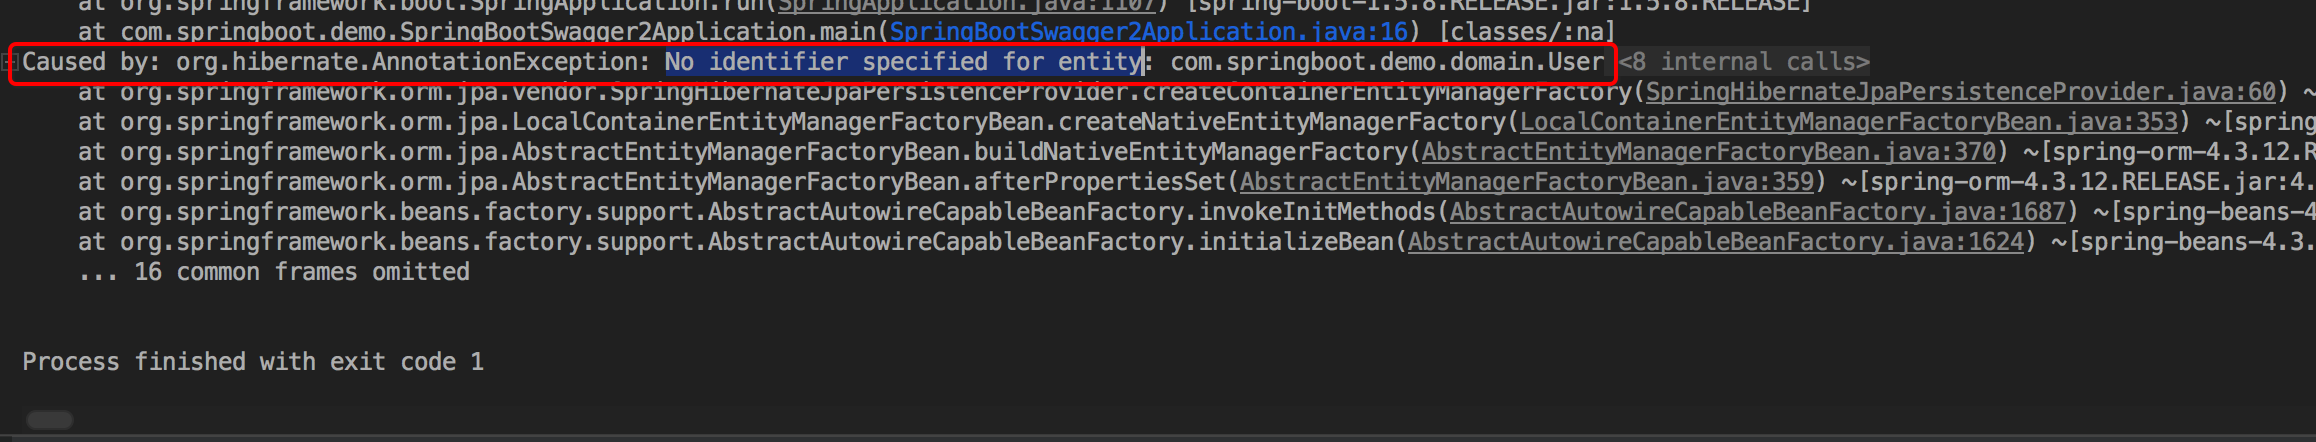 at org.springframework.boot.SpringApplication.run(SpringApplication.java:1107) [spring-boot-1.5.8.RELEASE.jar:1.5.8.RELEASE]
at com.springboot.demo.SpringBootSwagger2Application.main(SpringBootSwagger2Application.java:16) [classes/:na]
Caused by: org.hibernate.AnnotationException: No identifier specified for entity: com.springboot.demo.domain.User <8 internal calls>
at org.springframework.orm.jpa.vendor.SpringHibernateJpaPersistenceProvider.createContainerEntityManagerFactory(SpringHibernateJpaPersistenceProvider.java:60) ~
at org.springframework.orm.jpa.LocalContainerEntityManagerFactoryBean.createNativeEntityManagerFactory(LocalContainerEntityManagerFactoryBean.java:353) ~[spring
at org.springframework.orm.jpa.AbstractEntityManagerFactoryBean.buildNativeEntityManagerFactory(AbstractEntityManagerFactoryBean.java:370) ~[spring-orm-4.3.12.R
at org.springframework.orm.jpa.AbstractEntityManagerFactoryBean.afterPropertiesSet(AbstractEntityManagerFactoryBean.java:359) ~[spring-orm-4.3.12.RELEASE.jar:4.
at org.springframework.beans.factory.support.AbstractAutowireCapableBeanFactory.invokeInitMethods(AbstractAutowireCapableBeanFactory.java:1687) ~[spring-beans-4
at org.springframework.beans.factory.support.AbstractAutowireCapableBeanFactory.initializeBean(AbstractAutowireCapableBeanFactory.java:1624) ~[spring-beans-4.3.
... 16 common frames omitted
Process finished with exit code 1